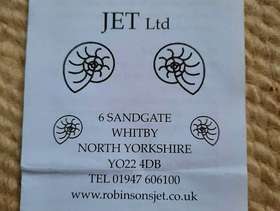 JET Ltd
6 SANDGATE
WHITBY
NORTH YORKSHIRE
YO22 4DB
TEL 01947 606100
www.robinsonsjet.co.uk